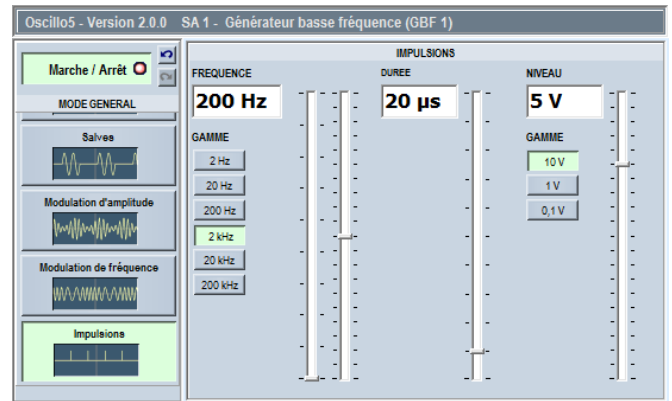 Oscillo5 - Version 2.0.0 SA 1 - Générateur basse fréquence (GBF 1)
Marche / Arrêt
MODE GENERAL
Salves
Modulation d'amplitude
Modulation de fréquence
Impulsions
IMPULSIONS
FREQUENCE
200 Hz
GAMME
2 Hz
20 Hz
200 Hz
2 kHz
20 kHz
200 kHz
DUREE
20 µs
NIVEAU
5 V
GAMME
10 V
1 V
0,1 V